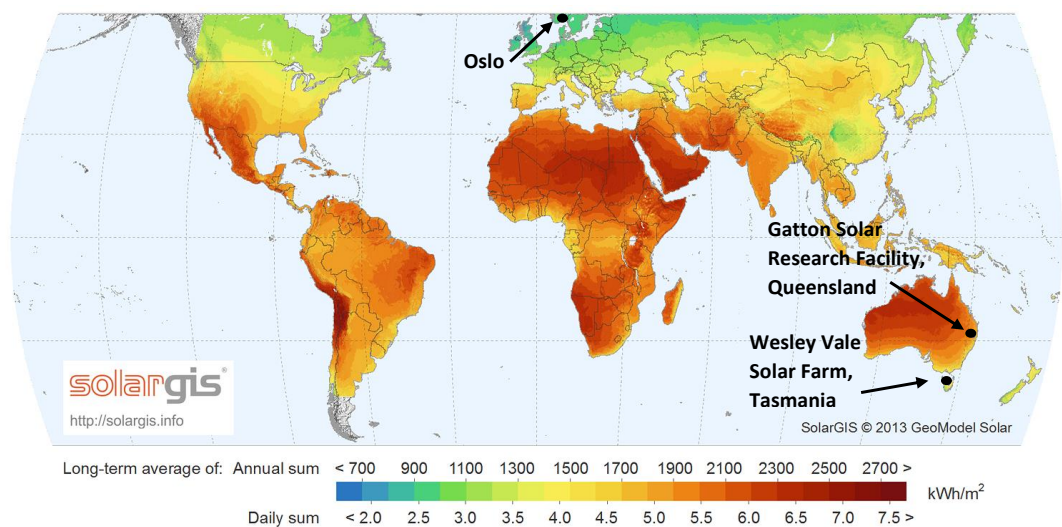 Oslo
Gatton Solar
Research Facility,
Queensland
Wesley Vale
Solar Farm,
Tasmania
solargis
http://solargis.info
SolarGIS © 2013 GeoModel Solar
Long-term average of: Annual sum < 700 900 1100 1300 1500 1700 1900 2100 2300 2500 2700 >
kWh/m²
Daily sum < 2.0 2.5 3.0 3.5 4.0 4.5 5.0 5.5 6.0 6.5 7.0 7.5 >